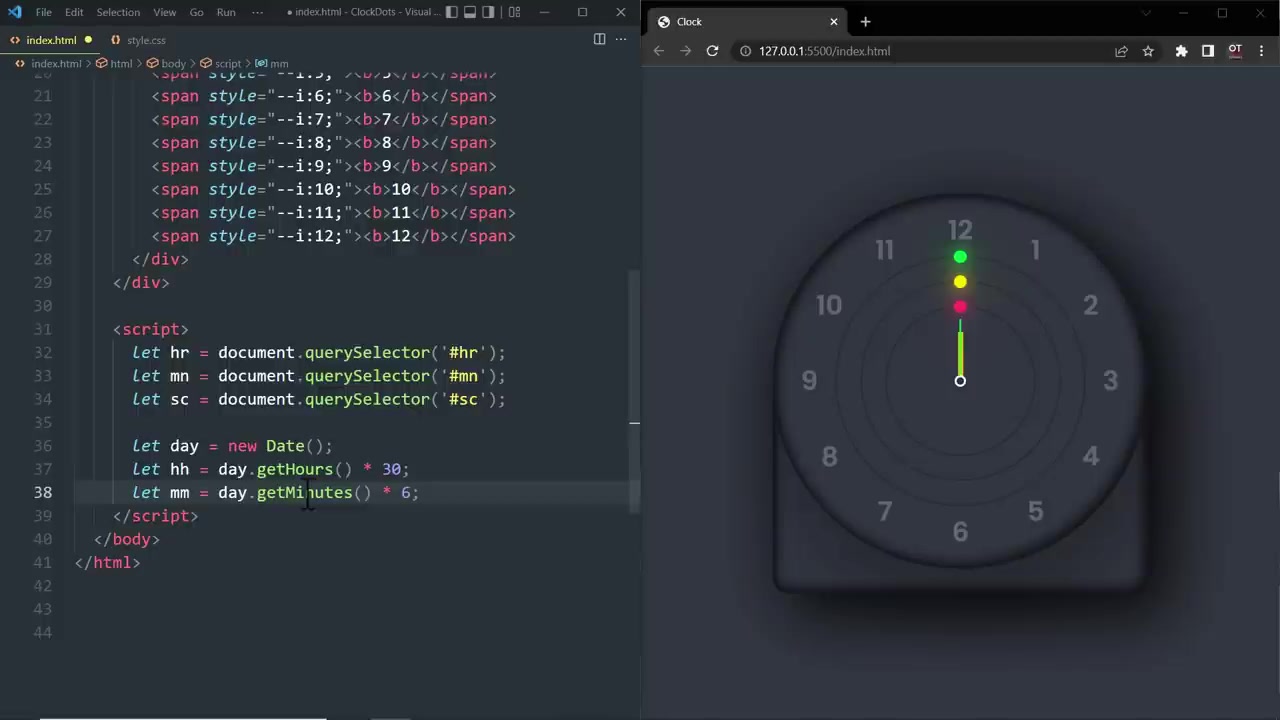 File Edit Selection View Go Run ··· ● index.html - ClockDots - Visual ...
index.html ● style.css
index.html > html > body > script > mm
20 <span style="--i:5;"><b>5</b></span>
21 <span style="--i:6;"><b>6</b></span>
22 <span style="--i:7;"><b>7</b></span>
23 <span style="--i:8;"><b>8</b></span>
24 <span style="--i:9;"><b>9</b></span>
25 <span style="--i:10;"><b>10</b></span>
26 <span style="--i:11;"><b>11</b></span>
27 <span style="--i:12;"><b>12</b></span>
28 </div>
29 </div>
30
31 <script>
32 let hr = document.querySelector('#hr');
33 let mn = document.querySelector('#mn');
34 let sc = document.querySelector('#sc');
35
36 let day = new Date();
37 let hh = day.getHours() * 30;
38 let mm = day.getMinutes() * 6;
39 </script>
40 </body>
41 </html>
42
43
44
Clock
127.0.0.1:5500/index.html
OT
12
11 1
10 2
9 3
8 4
7 5
6